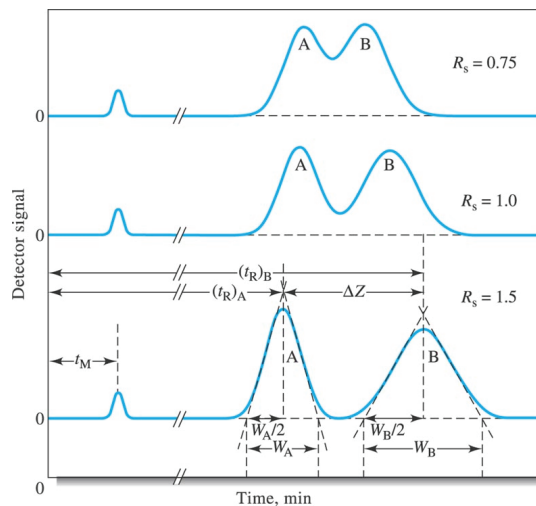 A
B
Rs = 0.75
0
A
B
Rs = 1.0
0
Detector signal
(tR)B
(tR)A
ΔZ
Rs = 1.5
tM
A
B
0
WA/2
WB/2
WA
WB
0
Time, min